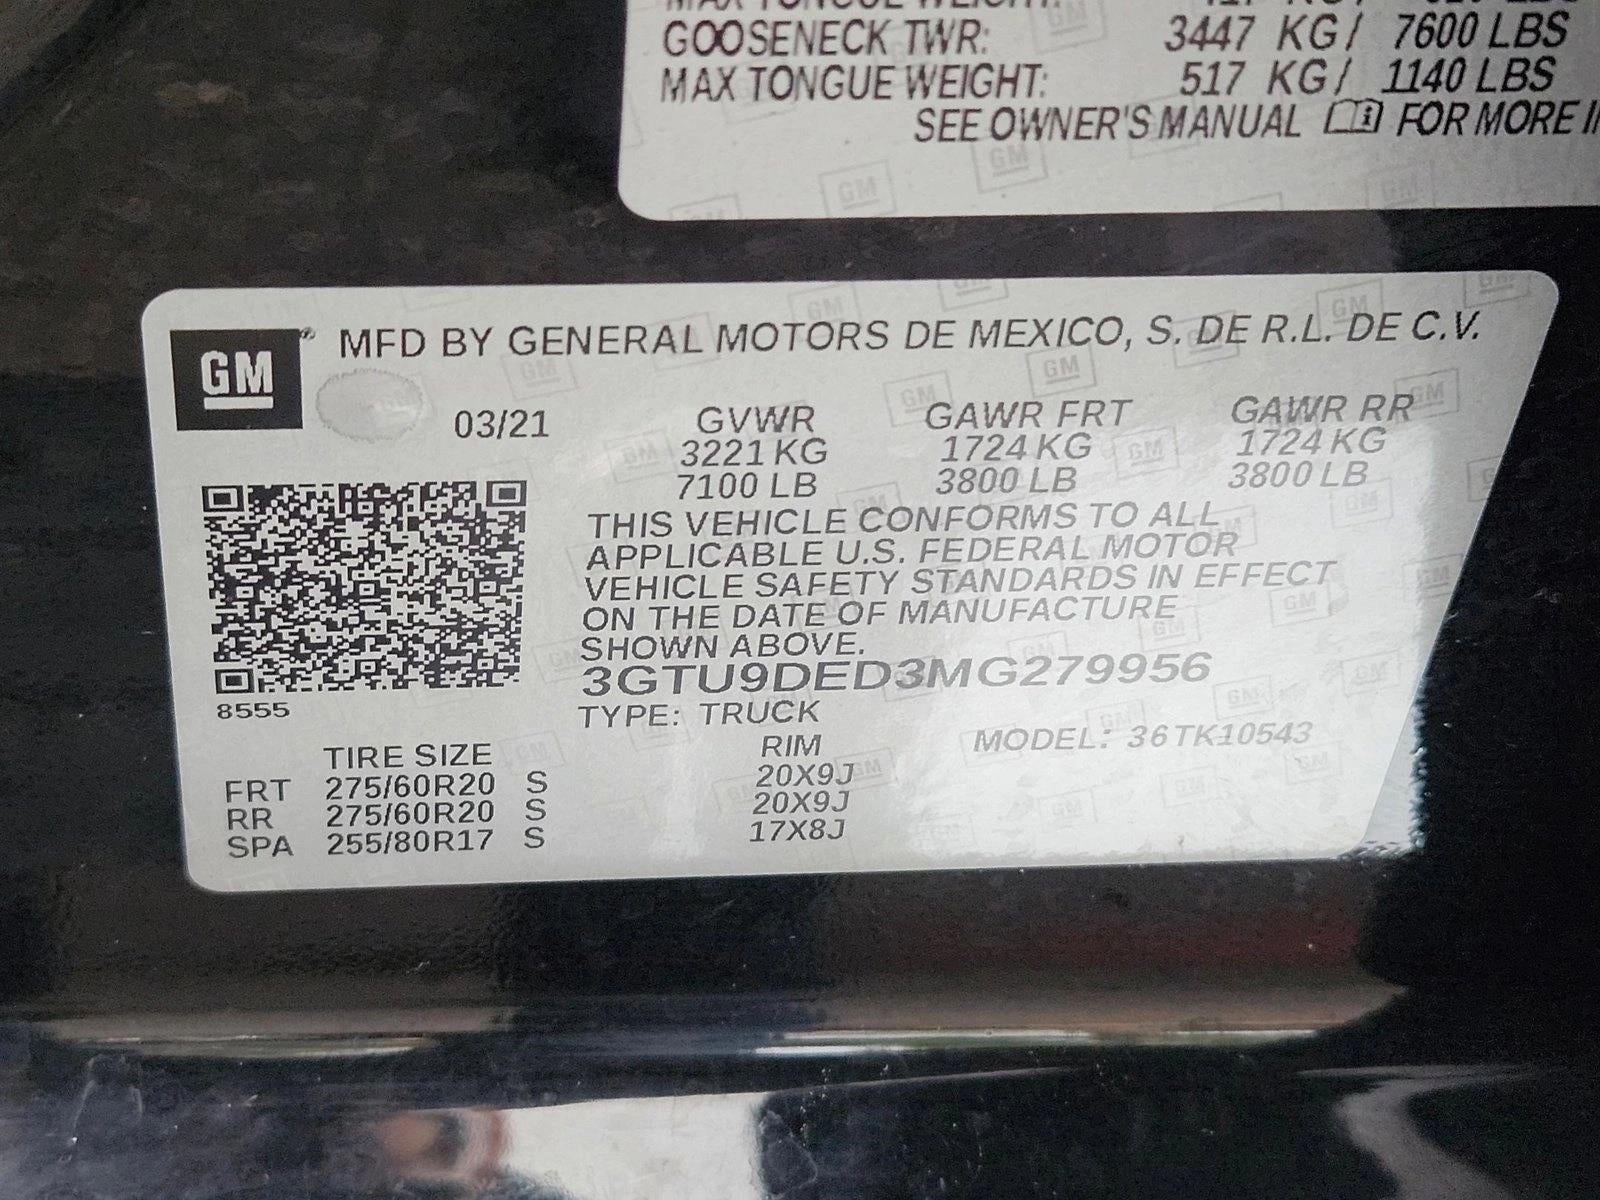 GOOSENECK TWR: 3447 KG / 7600 LBS
MAX TONGUE WEIGHT: 517 KG / 1140 LBS
SEE OWNER'S MANUAL FOR MORE
GM ® MFD BY GENERAL MOTORS DE MEXICO, S. DE R.L. DE C.V.
03/21 GVWR GAWR FRT GAWR RR
3221 KG 1724 KG 1724 KG
7100 LB 3800 LB 3800 LB
THIS VEHICLE CONFORMS TO ALL
APPLICABLE U.S. FEDERAL MOTOR
VEHICLE SAFETY STANDARDS IN EFFECT
ON THE DATE OF MANUFACTURE
SHOWN ABOVE.
3GTU9DED3MG279956
8555
TYPE: TRUCK
MODEL: 36TK10543
TIRE SIZE RIM
FRT 275/60R20 S 20X9J
RR 275/60R20 S 20X9J
SPA 255/80R17 S 17X8J